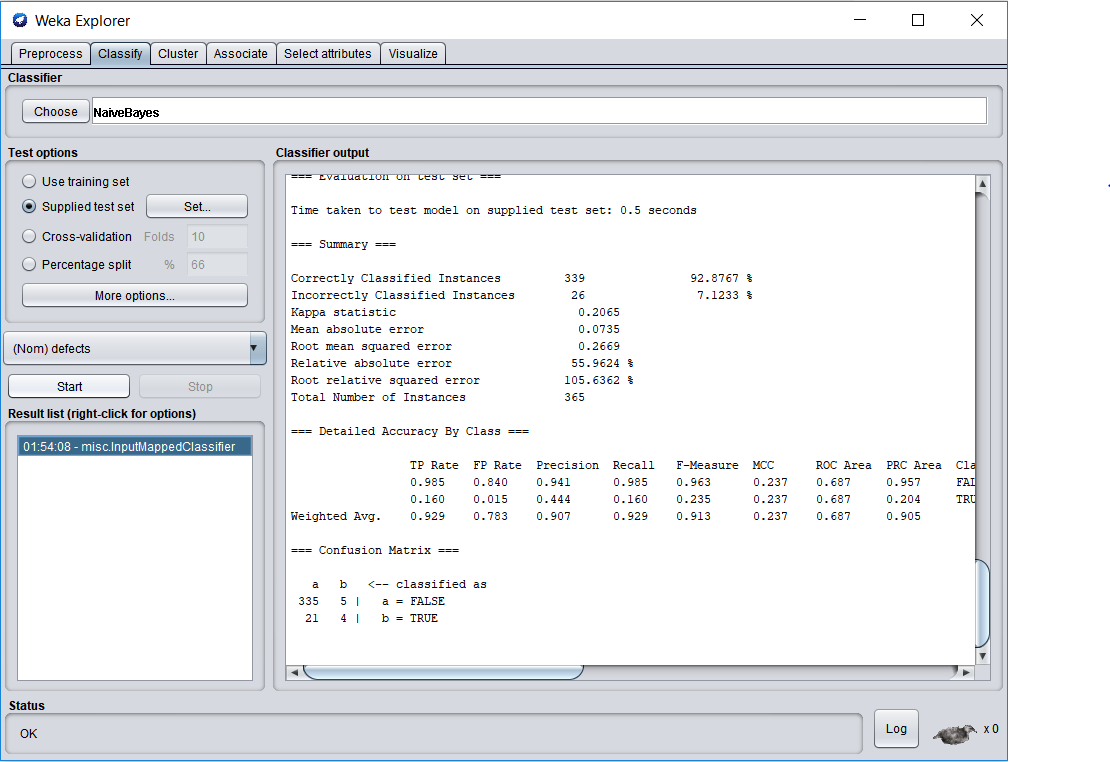 Weka Explorer
Preprocess Classify Cluster Associate Select attributes Visualize
Classifier
Choose NaiveBayes
Test options
Use training set
Supplied test set Set...
Cross-validation Folds 10
Percentage split % 66
More options...
(Nom) defects
Start Stop
Result list (right-click for options)
01:54:08 - misc.InputMappedClassifier
Classifier output
=== Evaluation on test set ===
Time taken to test model on supplied test set: 0.5 seconds
=== Summary ===
Correctly Classified Instances 339 92.8767 %
Incorrectly Classified Instances 26 7.1233 %
Kappa statistic 0.2065
Mean absolute error 0.0735
Root mean squared error 0.2669
Relative absolute error 55.9624 %
Root relative squared error 105.6362 %
Total Number of Instances 365
=== Detailed Accuracy By Class ===
TP Rate FP Rate Precision Recall F-Measure MCC ROC Area PRC Area Cla
0.985 0.840 0.941 0.985 0.963 0.237 0.687 0.957 FAL
0.160 0.015 0.444 0.160 0.235 0.237 0.687 0.204 TRU
Weighted Avg. 0.929 0.783 0.907 0.929 0.913 0.237 0.687 0.905
=== Confusion Matrix ===
a b <-- classified as
335 5 | a = FALSE
21 4 | b = TRUE
Status
OK
Log x 0